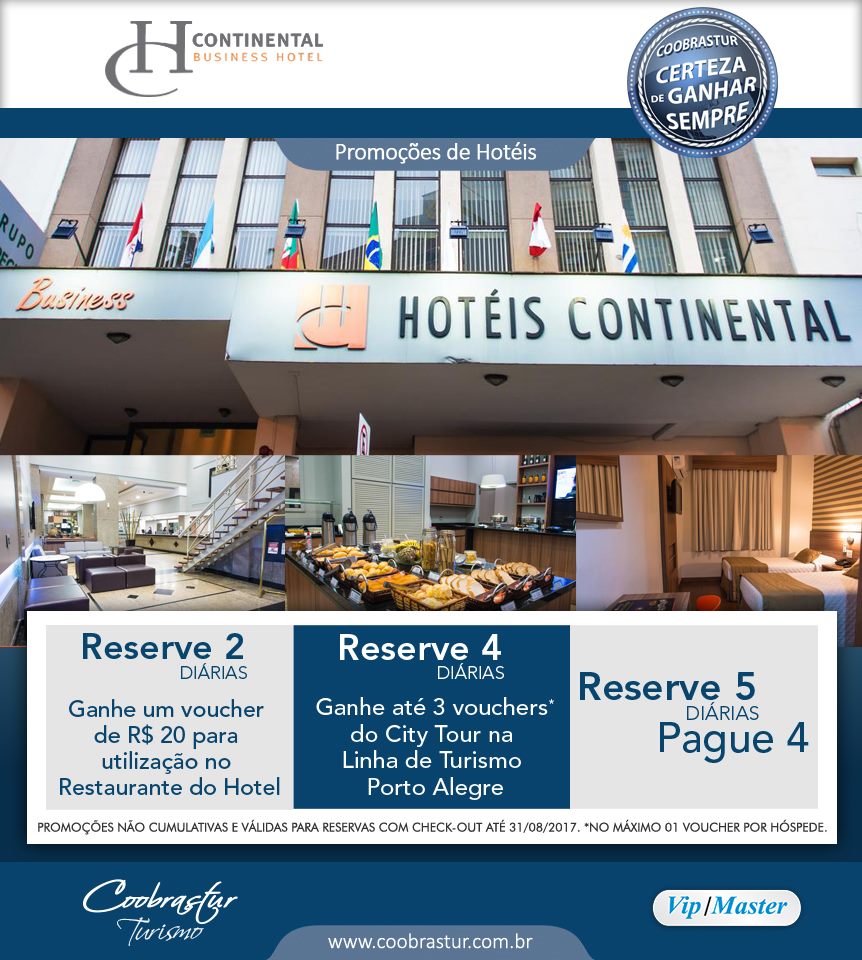 CONTINENTAL
BUSINESS HOTEL
COOBRASTUR
CERTEZA
DE GANHAR
SEMPRE
Promoções de Hotéis
Business
HOTÉIS CONTINENTAL
Reserve 2
DIÁRIAS
Ganhe um voucher
de R$ 20 para
utilização no
Restaurante do Hotel
Reserve 4
DIÁRIAS
Ganhe até 3 vouchers*
do City Tour na
Linha de Turismo
Porto Alegre
Reserve 5
DIÁRIAS
Pague 4
PROMOÇÕES NÃO CUMULATIVAS E VÁLIDAS PARA RESERVAS COM CHECK-OUT ATÉ 31/08/2017. *NO MÁXIMO 01 VOUCHER POR HÓSPEDE.
Coobrastur
Turismo
Vip/Master
www.coobrastur.com.br